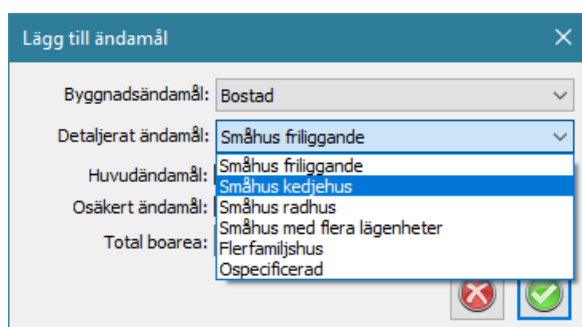 Lägg till ändamål
Byggnadsändamål: Bostad
Detaljerat ändamål: Småhus friliggande
Småhus friliggande
Huvudändamål: Småhus kedjehus
Osäkert ändamål: Småhus radhus
Småhus med flera lägenheter
Total boarea: Flerfamiljshus
Ospecificerad